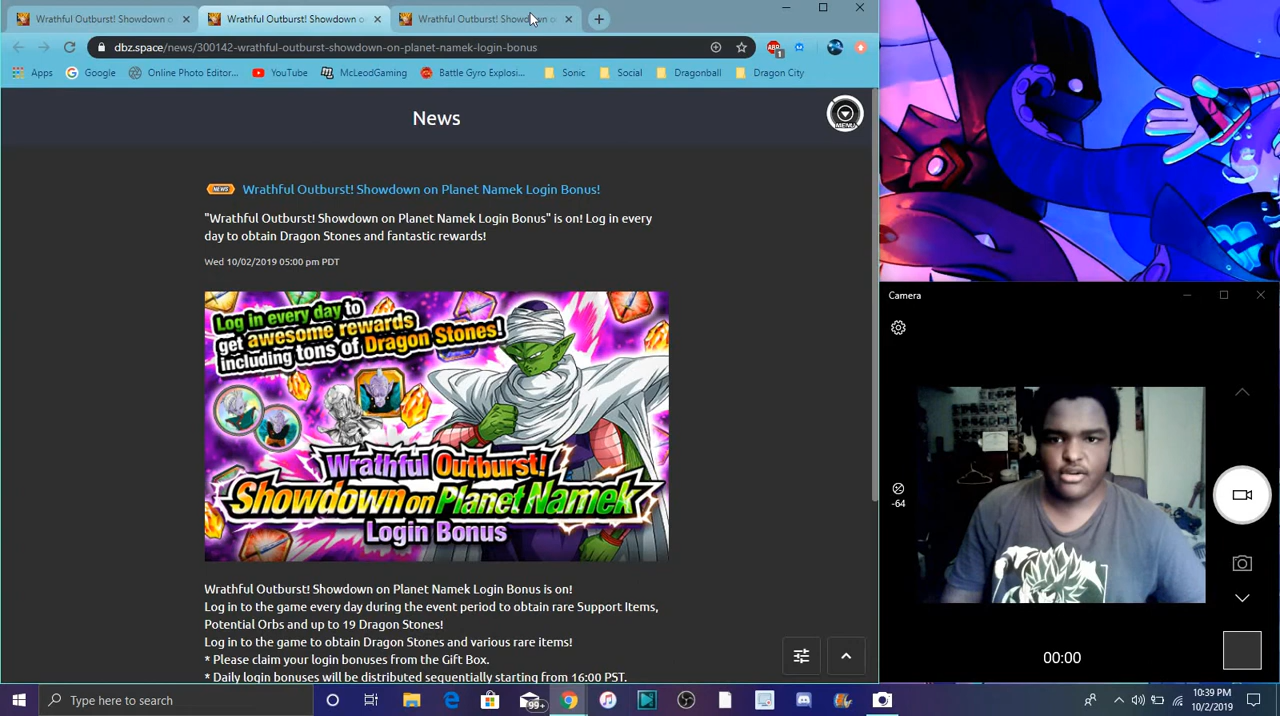 Wrathful Outburst! Showdown o
Wrathful Outburst! Showdown o
Wrathful Outburst! Showdown o
dbz.space/news/300142-wrathful-outburst-showdown-on-planet-namek-login-bonus
ABP
1
Apps
Google
Online Photo Editor...
YouTube
McLeodGaming
Battle Gyro Explosi...
Sonic
Social
Dragonball
Dragon City
News
MENU
NEWS
Wrathful Outburst! Showdown on Planet Namek Login Bonus!
"Wrathful Outburst! Showdown on Planet Namek Login Bonus" is on! Log in every
day to obtain Dragon Stones and fantastic rewards!
Wed 10/02/2019 05:00 pm PDT
Log in every day to
get awesome rewards
including tons of Dragon Stones!
Wrathful Outburst!
Showdown on Planet Namek
Login Bonus
Wrathful Outburst! Showdown on Planet Namek Login Bonus is on!
Log in to the game every day during the event period to obtain rare Support Items,
Potential Orbs and up to 19 Dragon Stones!
Log in to the game to obtain Dragon Stones and various rare items!
* Please claim your login bonuses from the Gift Box.
* Daily login bonuses will be distributed sequentially starting from 16:00 PST.
Camera
-64
00:00
Type here to search
99+
10:39 PM
10/2/2019